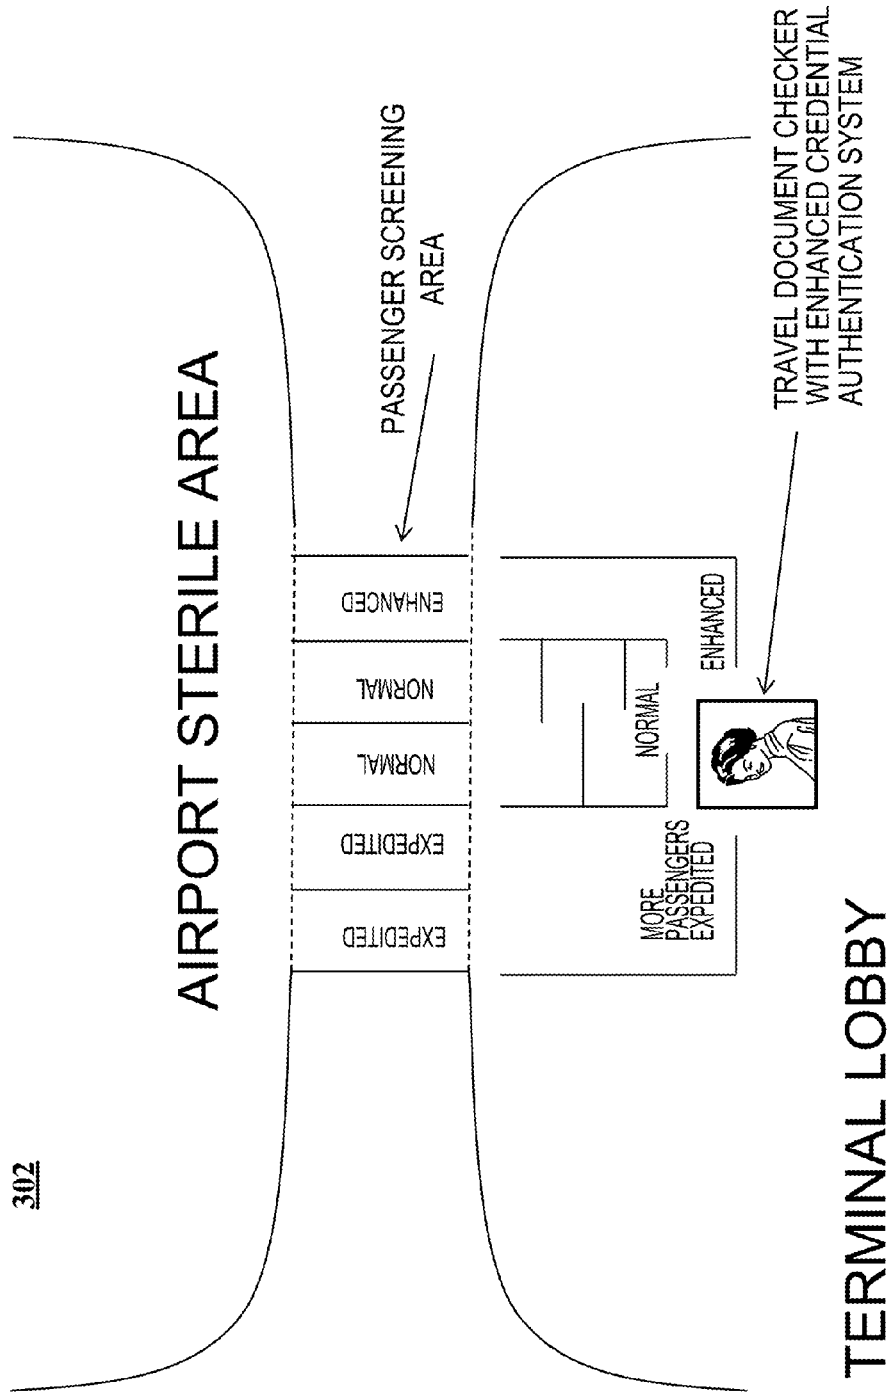 302
AIRPORT STERILE AREA
PASSENGER SCREENING
AREA
EXPEDITED
EXPEDITED
NORMAL
NORMAL
ENHANCED
MORE
PASSENGERS
EXPEDITED
NORMAL
ENHANCED
TRAVEL DOCUMENT CHECKER
WITH ENHANCED CREDENTIAL
AUTHENTICATION SYSTEM
TERMINAL LOBBY